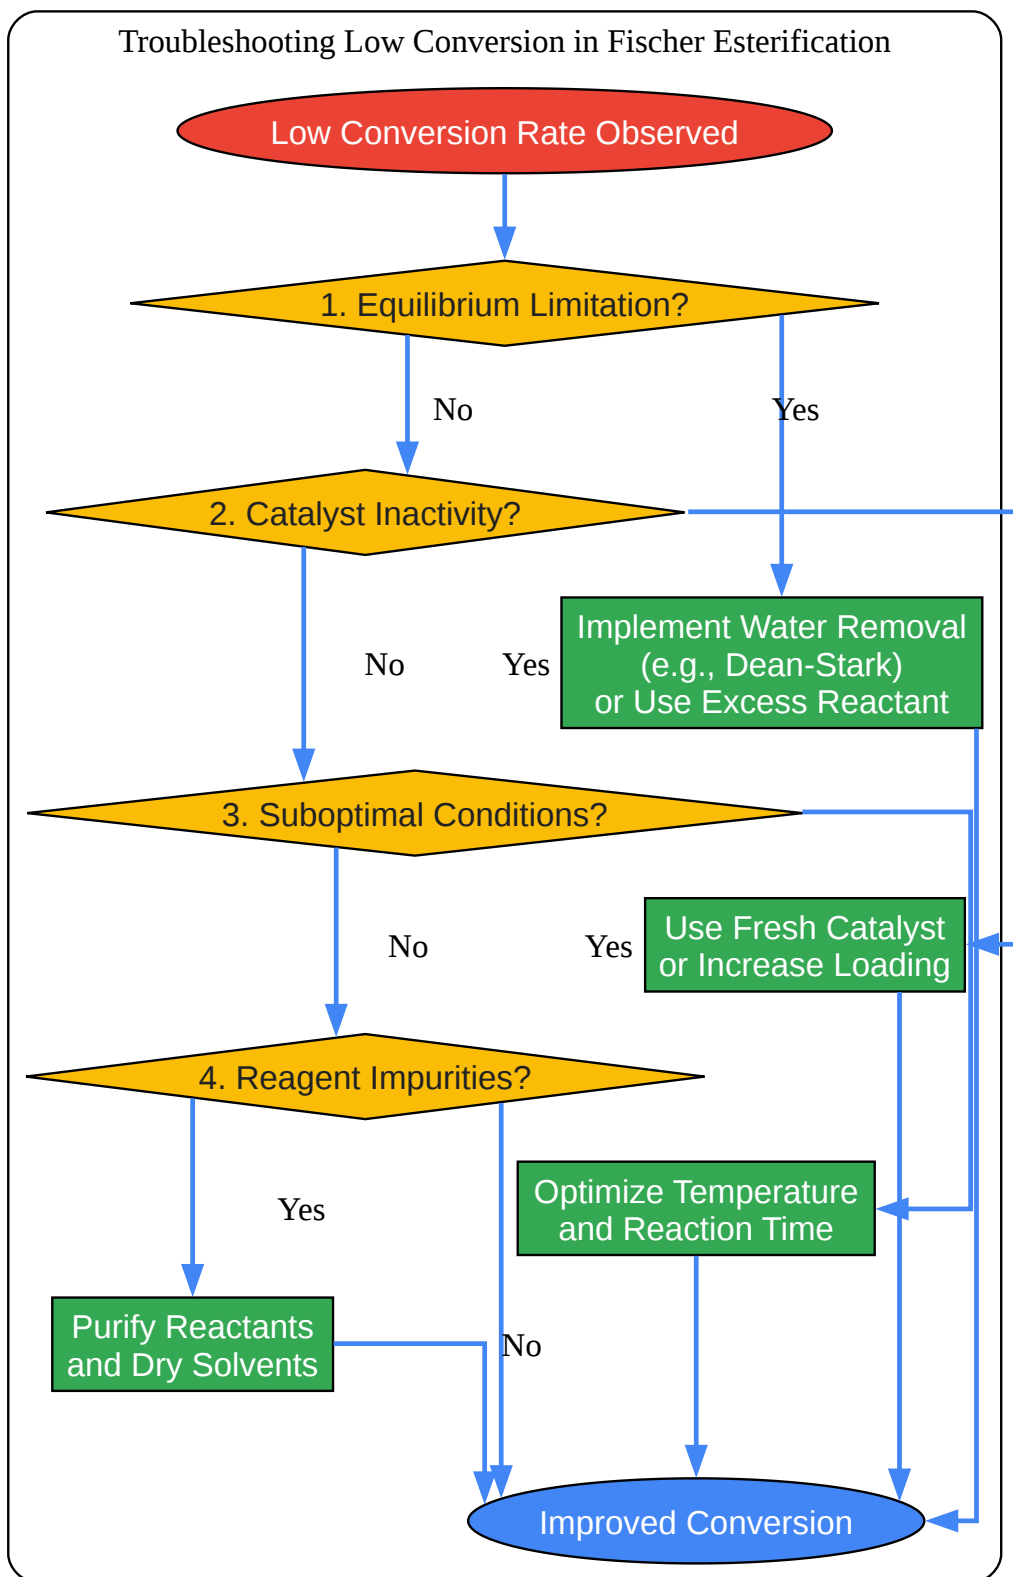 Troubleshooting Low Conversion in Fischer Esterification
Low Conversion Rate Observed
1. Equilibrium Limitation?
No
Yes
2. Catalyst Inactivity?
Implement Water Removal
(e.g., Dean-Stark)
or Use Excess Reactant
No
Yes
3. Suboptimal Conditions?
Use Fresh Catalyst
or Increase Loading
No
Yes
4. Reagent Impurities?
Optimize Temperature
and Reaction Time
Yes
Purify Reactants
and Dry Solvents
No
Improved Conversion